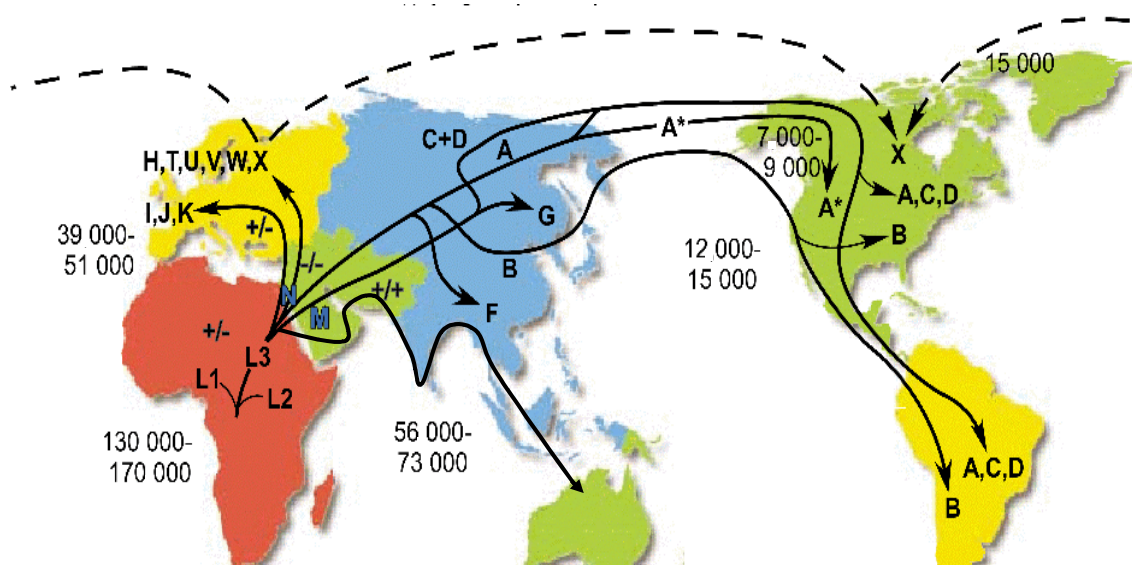 15 000
C+D
A
A*
7 000-
9 000
H,T,U,V,W,X
X
I,J,K
+/-
G
A,C,D
A*
39 000-
51 000
B
-/-
B
12 000-
15 000
N
+/+
M
F
+/-
L3
L1
L2
56 000-
73 000
130 000-
170 000
A,C,D
B